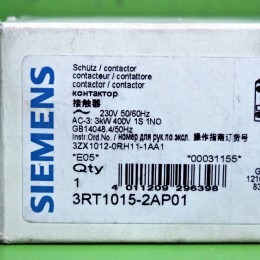 SIEMENS
Schütz / contactor
contacteur / contattore
contactor / kontaktor
контактор
接触器
230V 50/60Hz
AC-3: 3kW 400V 1S 1NO
GB14048.4/50Hz
Instr.Ord.No./ номер для рук.по экспл. 操作指南订货号
3ZX1012-0RH11-1AA1
*E05* *00031155*
Qty
1
4 011209 296398
3RT1015-2AP01